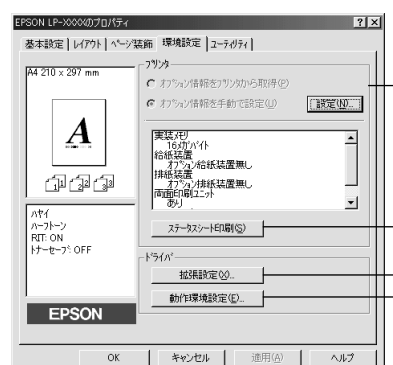 EPSON LP-XXXXのプロパティ
基本設定
レイアウト
ページ装飾
環境設定
ユーティリティ
A4 210 x 297 mm
A
1 1
2 2
3 3
ハヤイ
ハーフトーン
RIT: ON
トナーセーブ: OFF
EPSON
プリンタ
オプション情報をプリンタから取得(P)
オプション情報を手動で設定(U)
設定(N)...
実装メモリ
16メガバイト
給紙装置
オプション給紙装置無し
排紙装置
オプション排紙装置無し
両面印刷ユニット
あり
ステータスシート印刷(S)
ドライバ
拡張設定(X)...
動作環境設定(E)...
OK
キャンセル
適用(A)
ヘルプ